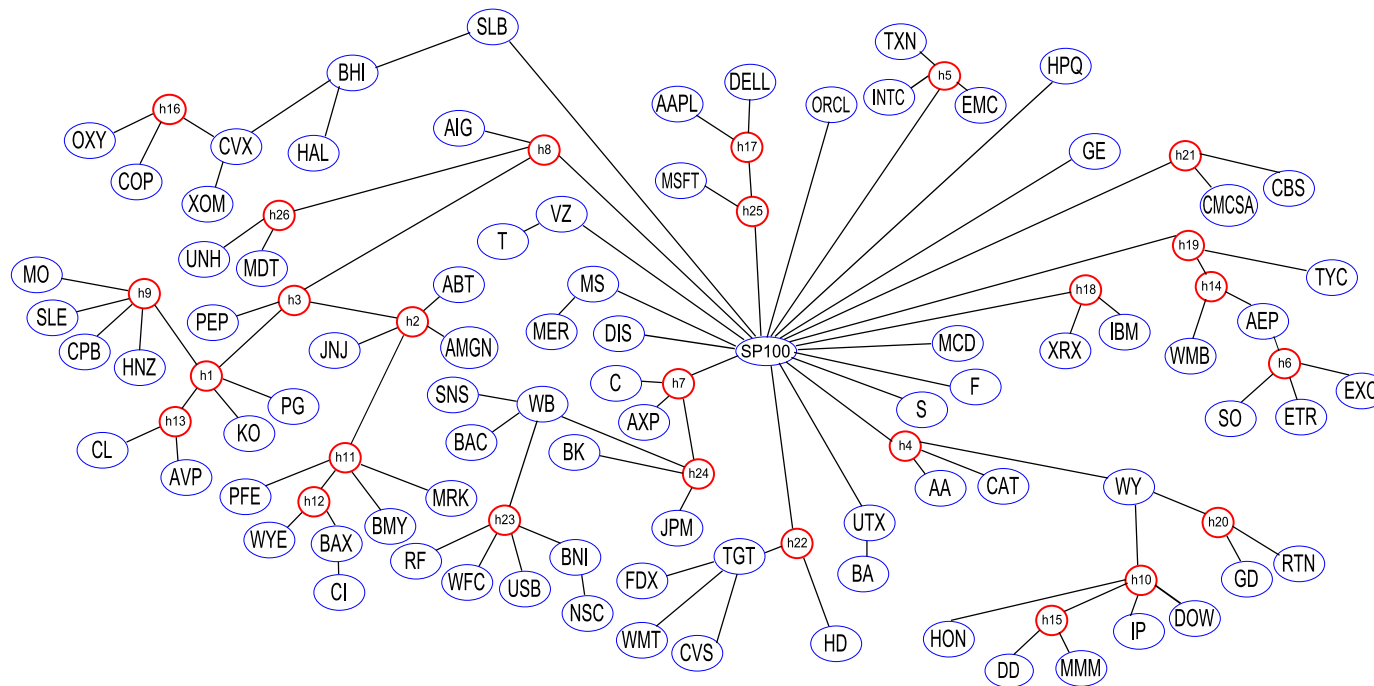 SLB
TXN
BHI
HPQ
h5
DELL
INTC
EMC
AAPL
ORCL
h16
OXY
AIG
CVX
h17
HAL
h8
GE
h21
COP
MSFT
CBS
XOM
CMCSA
h26
h25
VZ
T
UNH
h19
MDT
MO
TYC
ABT
MS
h9
h18
h14
h3
SLE
PEP
h2
MER
DIS
AEP
IBM
CPB
JNJ
AMGN
MCD
XRX
WMB
SP100
HNZ
h6
h1
C
h7
F
EXC
SNS
WB
PG
S
SO
ETR
h13
KO
AXP
CL
BAC
h4
BK
h11
AVP
h24
AA
CAT
WY
PFE
MRK
h12
h23
JPM
UTX
h20
WYE
BMY
BAX
h22
RF
BNI
TGT
RTN
FDX
WFC
USB
BA
GD
h10
CI
NSC
DOW
h15
IP
WMT
HD
HON
CVS
DD
MMM